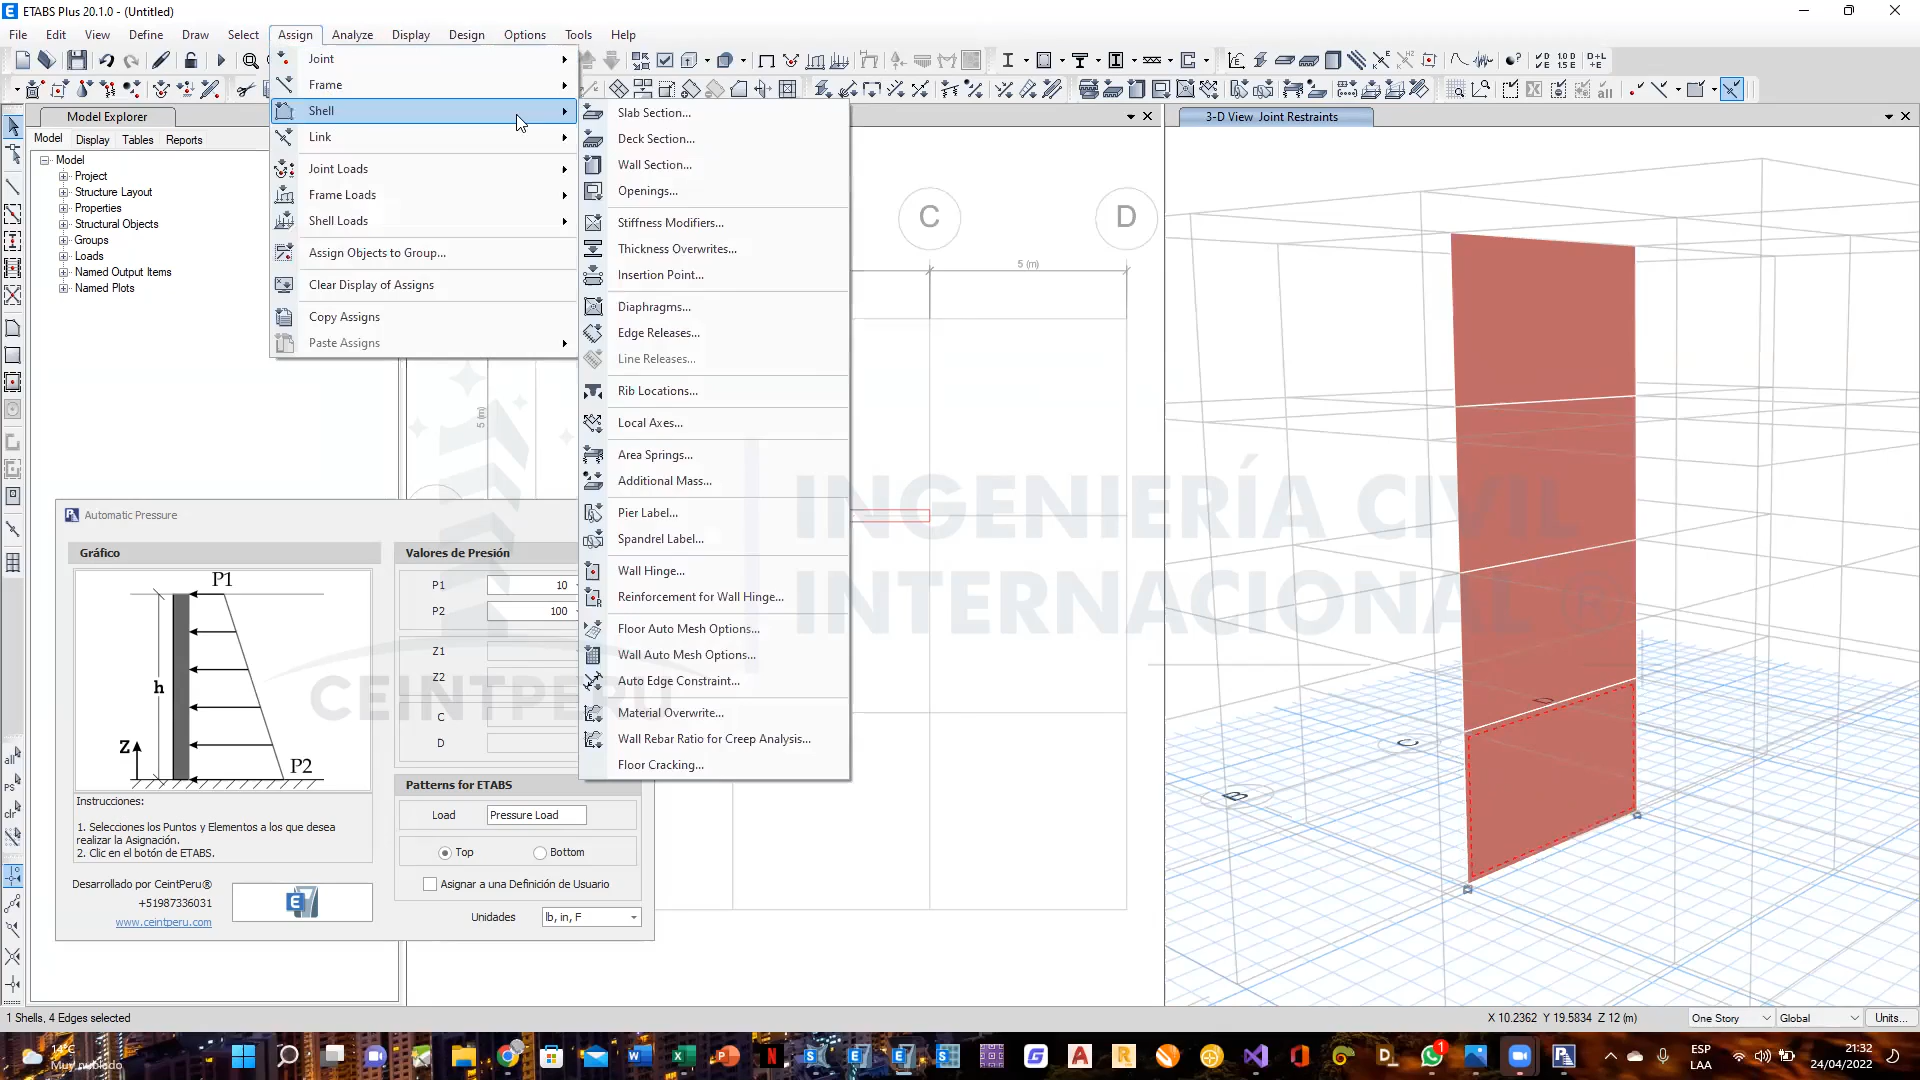 ETABS Plus 20.1.0 - (Untitled)
File Edit View Define Draw Select Assign Analyze Display Display Design Options Tools Help
Model Explorer
Model Display Tables Reports
Model
Project
Structure Layout
Properties
Structural Objects
Groups
Loads
Named Output Items
Named Plots
Joint
Frame
Shell
Link
Joint Loads
Frame Loads
Shell Loads
Assign Objects to Group...
Clear Display of Assigns
Copy Assigns
Paste Assigns
Slab Section...
Deck Section...
Wall Section...
Openings...
Stiffness Modifiers...
Thickness Overwrites...
Insertion Point...
Diaphragms...
Edge Releases...
Line Releases...
Rib Locations...
Local Axes...
Area Springs...
Additional Mass...
Pier Label...
Spandrel Label...
Wall Hinge...
Reinforcement for Wall Hinge...
Floor Auto Mesh Options...
Wall Auto Mesh Options...
Auto Edge Constraint...
Material Overwrite...
Wall Rebar Ratio for Creep Analysis...
Floor Cracking...
C
D
5 (m)
5 (m)
3-D View Joint Restraints
B
C
D
INGENIERÍA CIVIL
INTERNACIONAL ®
CEINTPERU
Automatic Pressure
Gráfico
P1
h
Z
P2
Instrucciones:
1. Selecciones los Puntos y Elementos a los que desea
realizar la Asignación.
2. Clic en el botón de ETABS.
Desarrollado por CeintPeru®
+51987336031
www.ceintperu.com
Valores de Presión
P1 10
P2 100
Z1
Z2
C
D
Patterns for ETABS
Load Pressure Load
Top Bottom
Asignar a una Definición de Usuario
Unidades lb, in, F
1 Shells, 4 Edges selected
X 10.2362 Y 19.5834 Z 12 (m)
One Story
Global
Units...
14°C
Muy nublado
ESP
LAA
21:32
24/04/2022